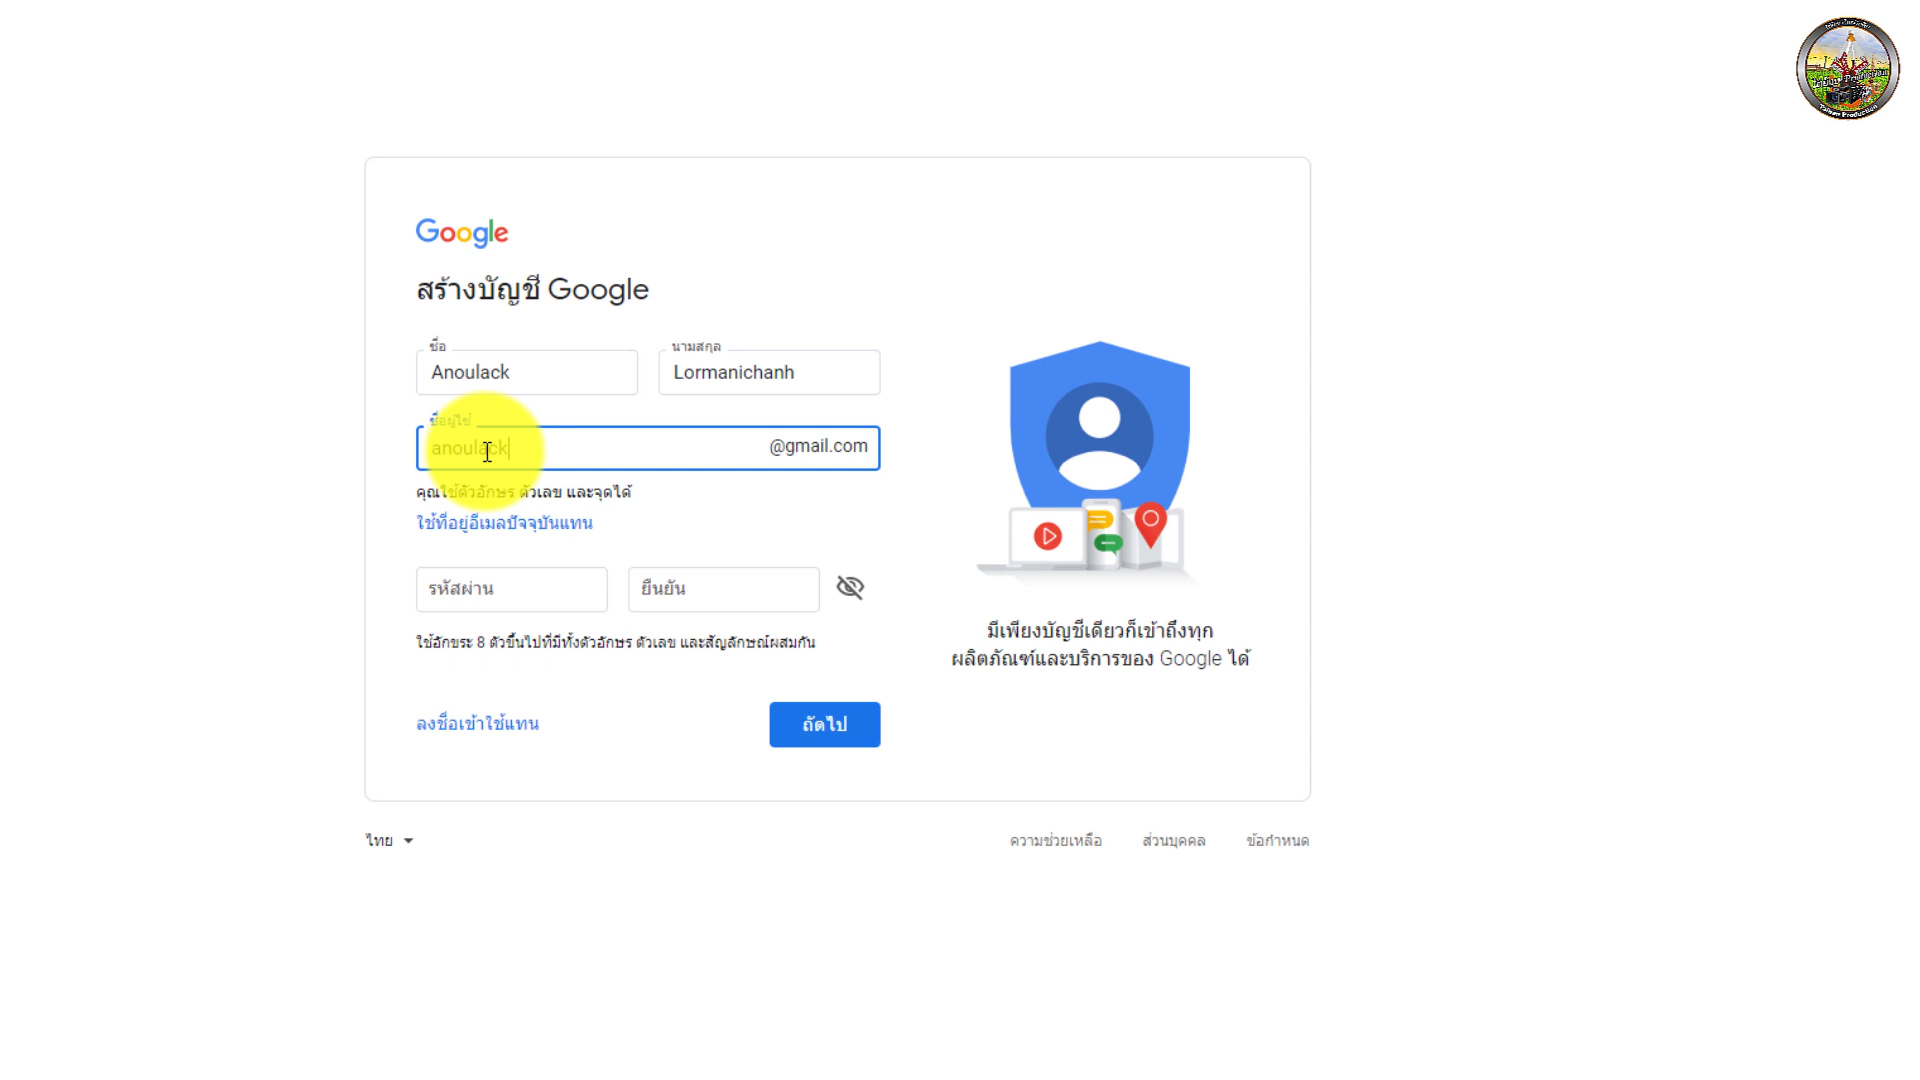 Google
สร้างบัญชี Google
ชื่อ
นามสกุล
Anoulack
Lormanichanh
ชื่อผู้ใช้
anoulack
@gmail.com
คุณใช้ตัวอักษร ตัวเลข และจุดได้
ใช้ที่อยู่อีเมลปัจจุบันแทน
รหัสผ่าน
ยืนยัน
ใช้อักขระ 8 ตัวขึ้นไปที่มีทั้งตัวอักษร ตัวเลข และสัญลักษณ์ผสมกัน
ลงชื่อเข้าใช้แทน
ถัดไป
มีเพียงบัญชีเดียวก็เข้าถึงทุก
ผลิตภัณฑ์และบริการของ Google ได้
ไทย
ความช่วยเหลือ
ส่วนบุคคล
ข้อกำหนด